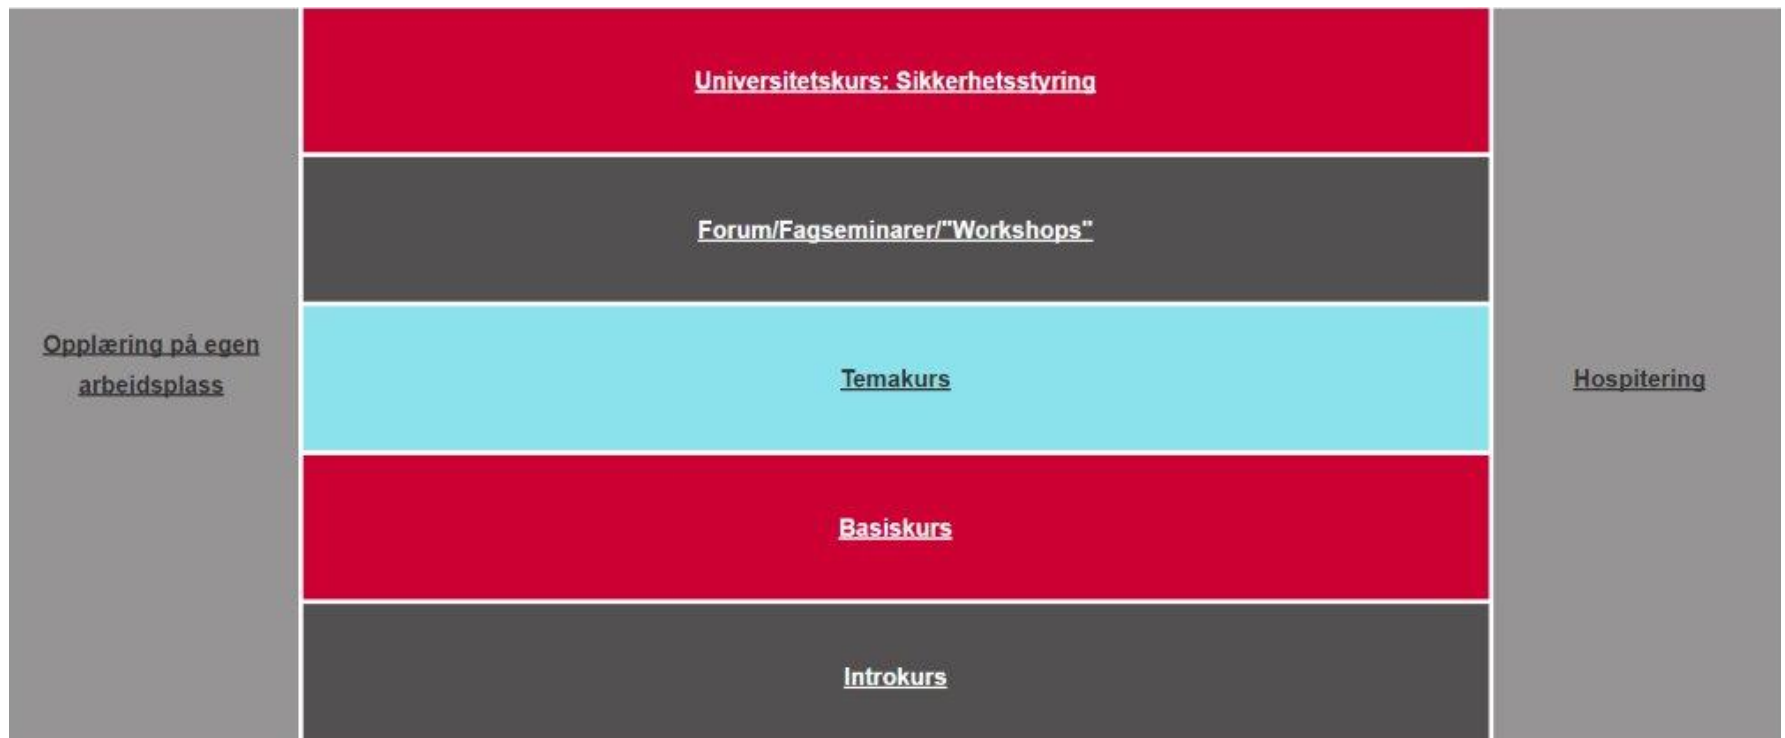 Universitetskurs: Sikkerhetsstyring
Forum/Fagseminarer/"Workshops"
Opplæring på egen
arbeidsplass
Temakurs
Hospitering
Basiskurs
Introkurs